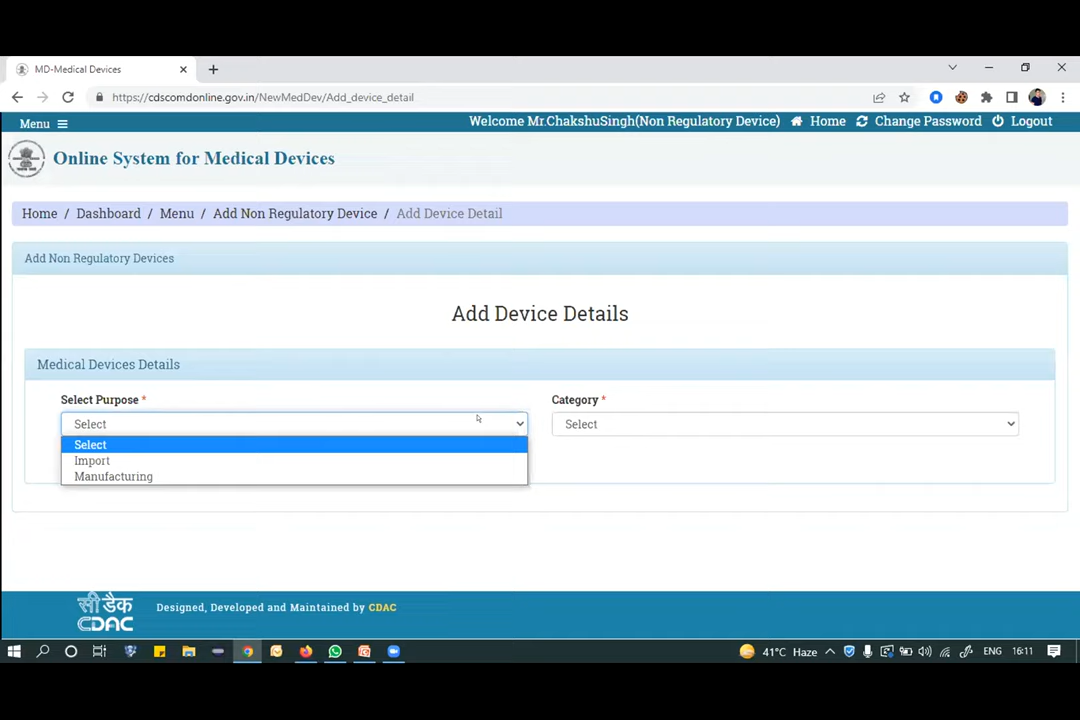 MD-Medical Devices
https://cdscomdonline.gov.in/NewMedDev/Add_device_detail
Menu
Welcome Mr.ChakshuSingh(Non Regulatory Device) Home Change Password Logout
Online System for Medical Devices
Home / Dashboard / Menu / Add Non Regulatory Device / Add Device Detail
Add Non Regulatory Devices
Add Device Details
Medical Devices Details
Select Purpose * Category *
Select Select
Select
Import
Manufacturing
सी डैक
CDAC
Designed, Developed and Maintained by CDAC
41°C Haze ENG 16:11